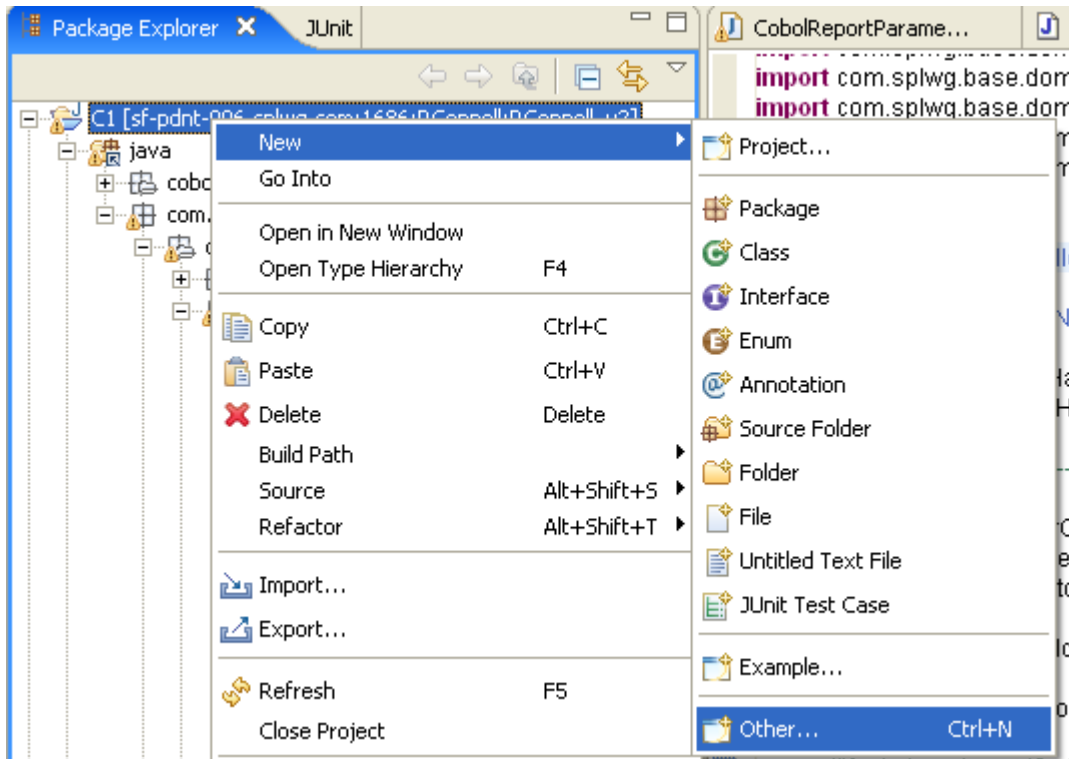 Package Explorer JUnit
CobolReportParame...
import com.splwg.base.dom
import com.splwg.base.dom
C1
java
com.
New
Go Into
Open in New Window
Open Type Hierarchy F4
Copy Ctrl+C
Paste Ctrl+V
Delete Delete
Build Path
Source Alt+Shift+S
Refactor Alt+Shift+T
Import...
Export...
Refresh F5
Close Project
Project...
Package
Class
Interface
Enum
Annotation
Source Folder
Folder
File
Untitled Text File
JUnit Test Case
Example...
Other... Ctrl+N